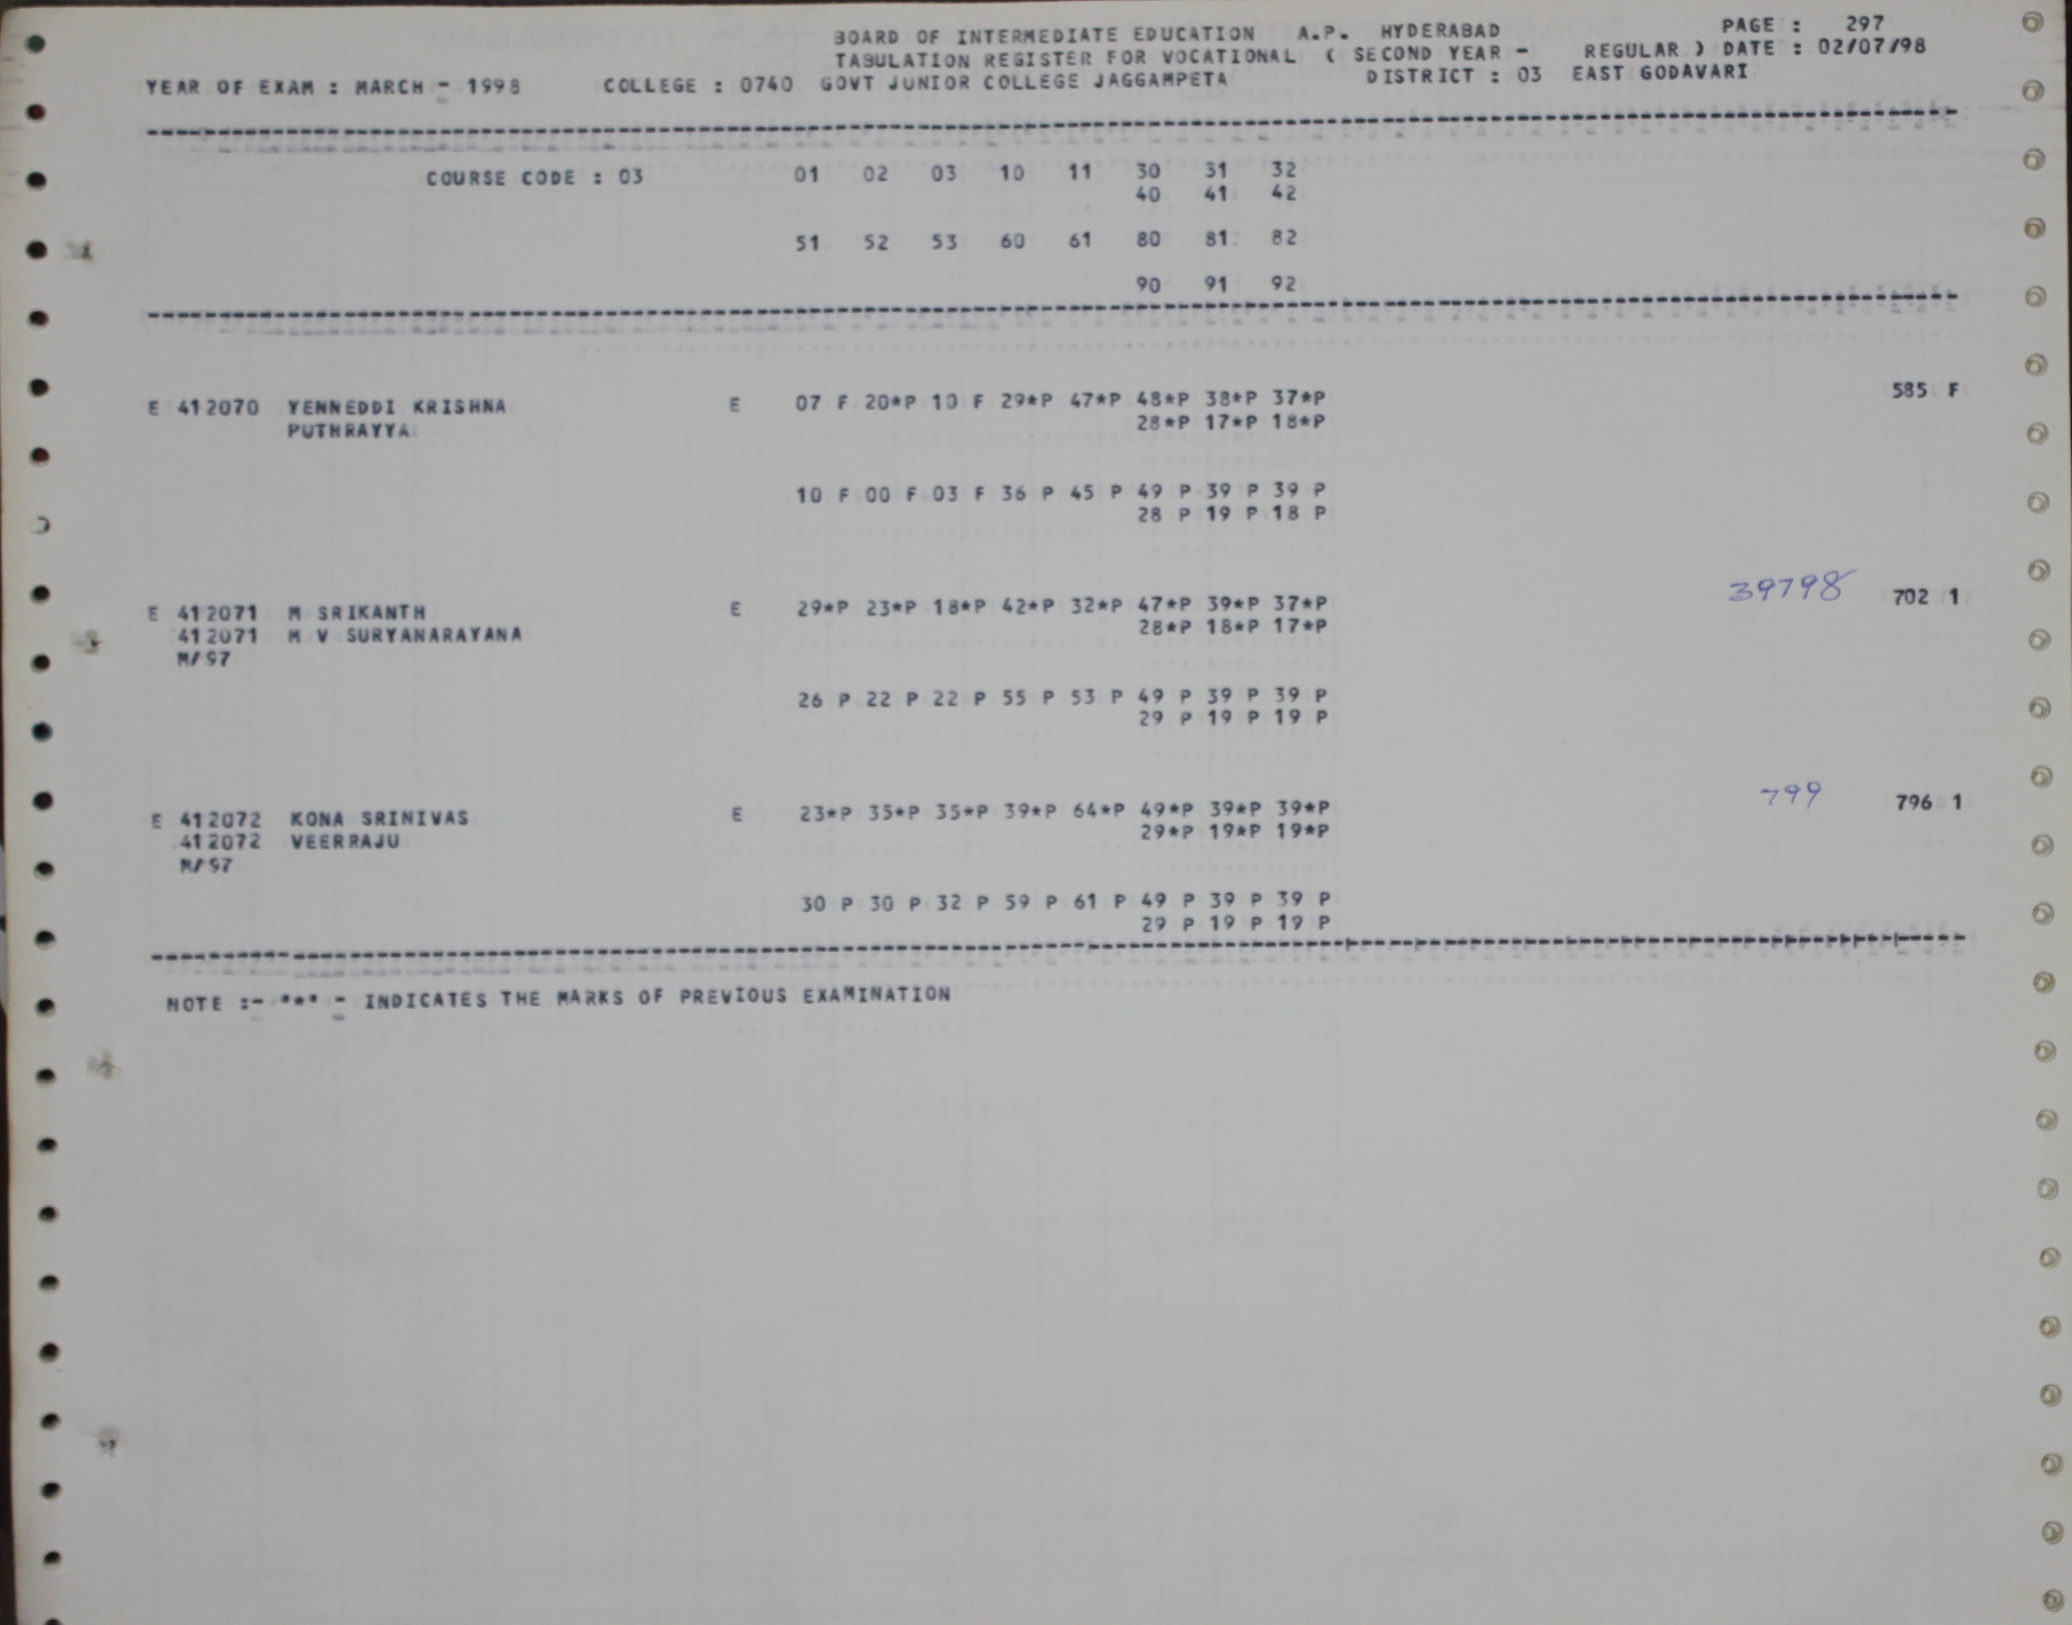 BOARD OF INTERMEDIATE EDUCATION A.P. HYDERABAD PAGE : 297
TABULATION REGISTER FOR VOCATIONAL ( SECOND YEAR - REGULAR ) DATE : 02/07/98
YEAR OF EXAM : MARCH - 1998 COLLEGE : 0740 GOVT JUNIOR COLLEGE JAGGAMPETA DISTRICT : 03 EAST GODAVARI
COURSE CODE : 03 01 02 03 10 11 30 31 32
40 41 42
51 52 53 60 61 80 81 82
90 91 92
E 412070 YENNEDDI KRISHNA E 07 F 20*P 10 F 29*P 47*P 48*P 38*P 37*P 585 F
PUTHRAYYA 28*P 17*P 18*P
10 F 00 F 03 F 36 P 45 P 49 P 39 P 39 P
28 P 19 P 18 P
E 412071 M SRIKANTH E 29*P 23*P 18*P 42*P 32*P 47*P 39*P 37*P 39798 702 1
412071 M V SURYANARAYANA 28*P 18*P 17*P
M/97
26 P 22 P 22 P 55 P 53 P 49 P 39 P 39 P
29 P 19 P 19 P
E 412072 KONA SRINIVAS E 23*P 35*P 35*P 39*P 64*P 49*P 39*P 39*P 799 796 1
412072 VEERRAJU 29*P 19*P 19*P
M/97
30 P 30 P 32 P 59 P 61 P 49 P 39 P 39 P
29 P 19 P 19 P
NOTE :- "*" - INDICATES THE MARKS OF PREVIOUS EXAMINATION